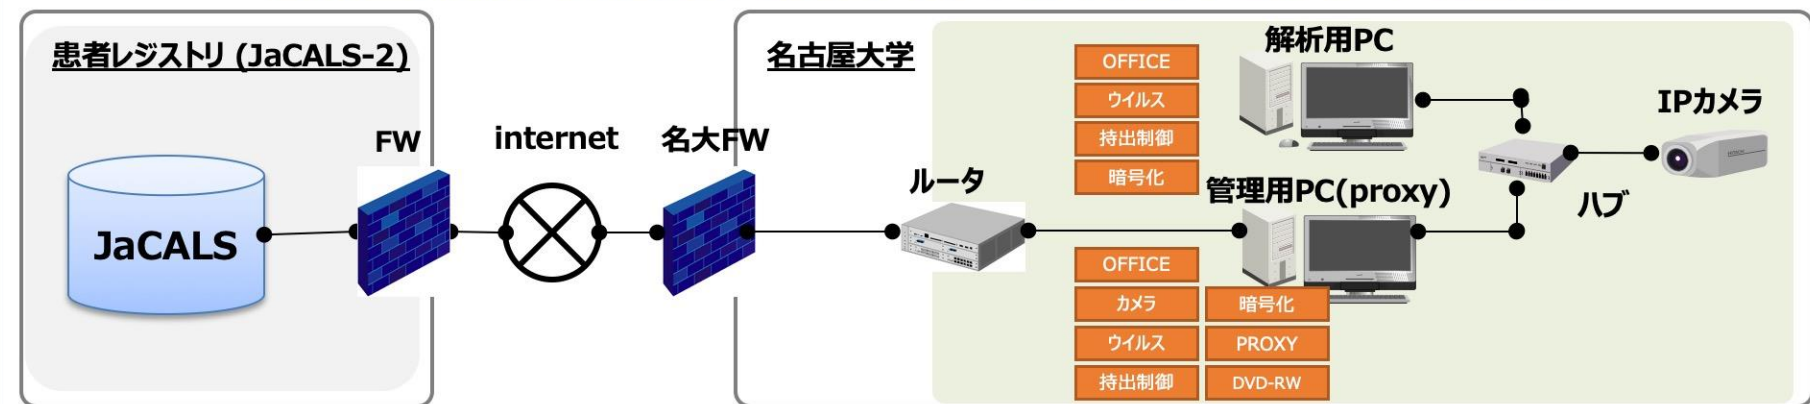 患者レジストリ (JaCALS-2)
JaCALS
FW
internet
名大FW
名古屋大学
ルータ
OFFICE
ウイルス
持出制御
暗号化
解析用PC
管理用PC(proxy)
OFFICE
カメラ
暗号化
ウイルス
PROXY
持出制御
DVD-RW
ハブ
IPカメラ